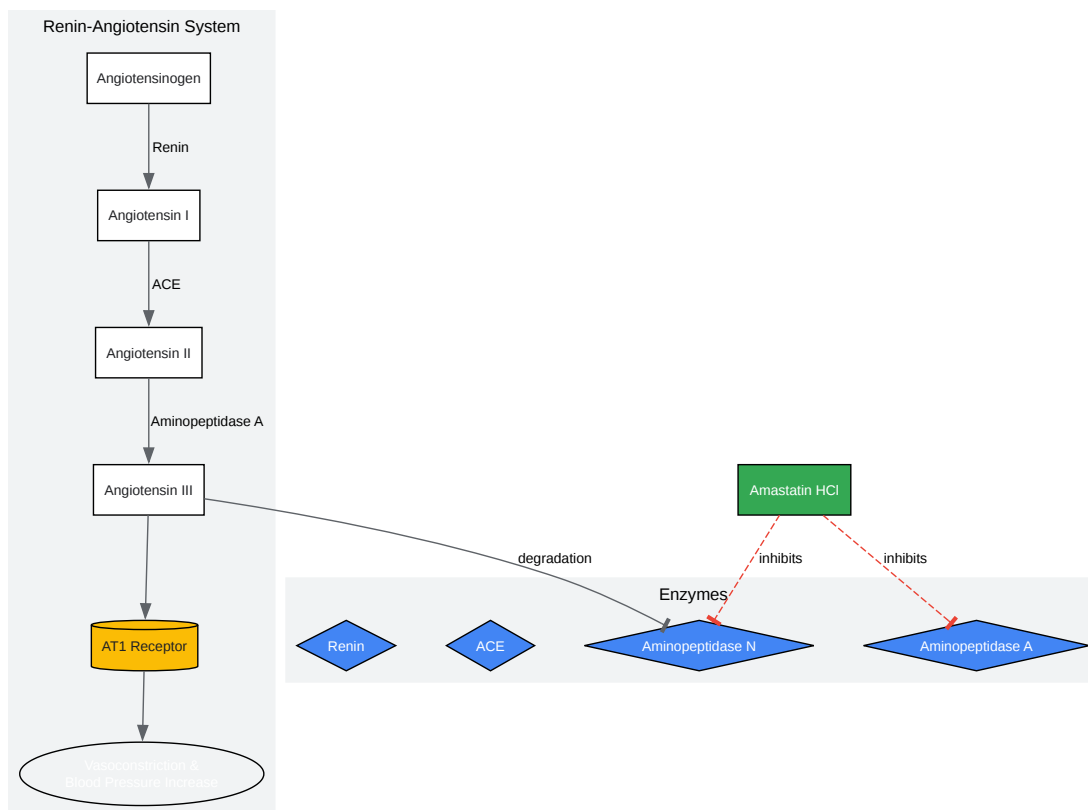 Renin-Angiotensin System
Angiotensinogen
Renin
Angiotensin I
ACE
Angiotensin II
Aminopeptidase A
Angiotensin III
Amastatin HCl
degradation
inhibits
inhibits
Enzymes
AT1 Receptor
Renin
ACE
Aminopeptidase N
Aminopeptidase A
Vasoconstriction &
Blood Pressure Increase